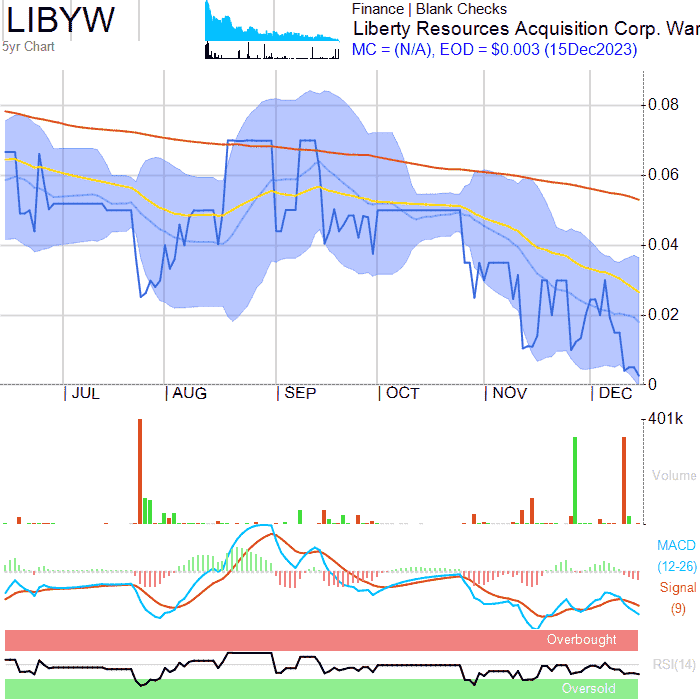 LIBYW
5yr Chart
Finance | Blank Checks
Liberty Resources Acquisition Corp. War
MC = (N/A), EOD = $0.003 (15Dec2023)
0.08
0.06
0.04
0.02
0
JUL AUG SEP OCT NOV DEC
401k
Volume
MACD
(12-26)
Signal
(9)
Overbought
RSI(14)
Oversold